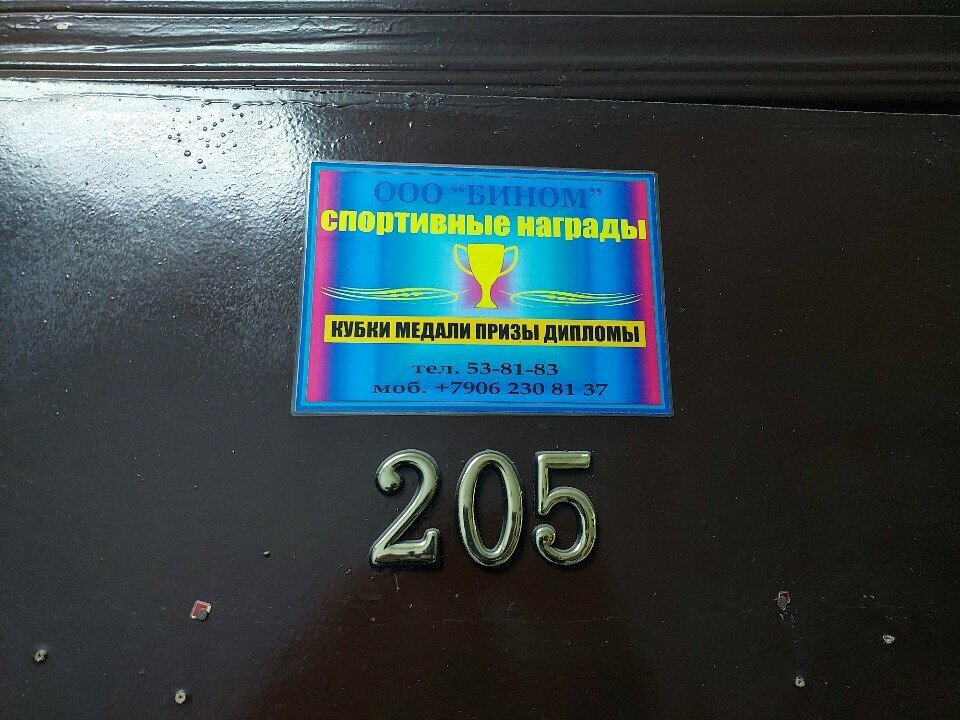 ООО "БИНОМ"
спортивные награды
КУБКИ МЕДАЛИ ПРИЗЫ ДИПЛОМЫ
тел. 53-81-83
моб. +7906 230 81 37
205